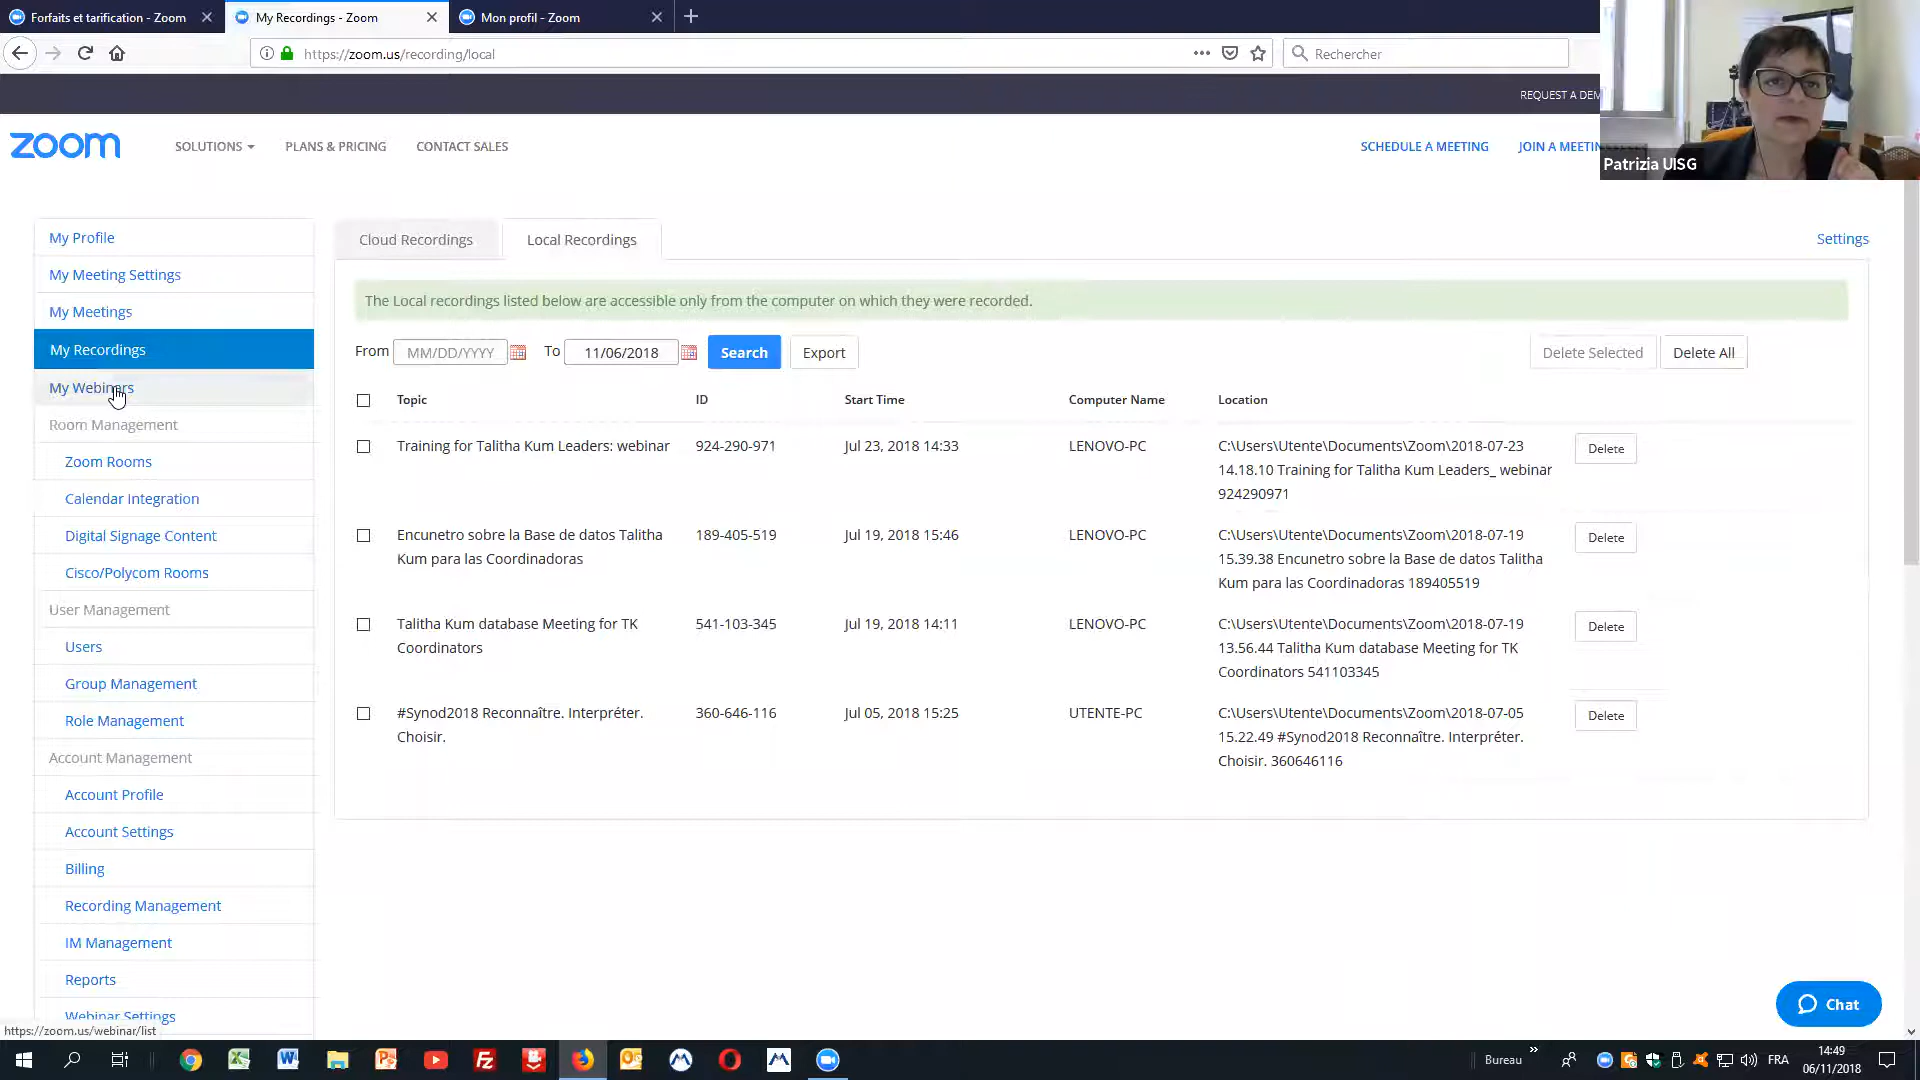 Forfaits et tarification - Zoom
My Recordings - Zoom
Mon profil - Zoom
https://zoom.us/recording/local
Rechercher
REQUEST A DEM
zoom
SOLUTIONS
PLANS & PRICING
CONTACT SALES
SCHEDULE A MEETING
JOIN A MEETIN
Patrizia UISG
My Profile
My Meeting Settings
My Meetings
My Recordings
My Webinars
Room Management
Zoom Rooms
Calendar Integration
Digital Signage Content
Cisco/Polycom Rooms
User Management
Users
Group Management
Role Management
Account Management
Account Profile
Account Settings
Billing
Recording Management
IM Management
Reports
Webinar Settings
Cloud Recordings
Local Recordings
Settings
The Local recordings listed below are accessible only from the computer on which they were recorded.
From MM/DD/YYYY To 11/06/2018 Search Export Delete Selected Delete All
Topic ID Start Time Computer Name Location
Training for Talitha Kum Leaders: webinar 924-290-971 Jul 23, 2018 14:33 LENOVO-PC C:\Users\Utente\Documents\Zoom\2018-07-23 Delete
14.18.10 Training for Talitha Kum Leaders_ webinar
924290971
Encunetro sobre la Base de datos Talitha 189-405-519 Jul 19, 2018 15:46 LENOVO-PC C:\Users\Utente\Documents\Zoom\2018-07-19 Delete
Kum para las Coordinadoras 15.39.38 Encunetro sobre la Base de datos Talitha
Kum para las Coordinadoras 189405519
Talitha Kum database Meeting for TK 541-103-345 Jul 19, 2018 14:11 LENOVO-PC C:\Users\Utente\Documents\Zoom\2018-07-19 Delete
Coordinators 13.56.44 Talitha Kum database Meeting for TK
Coordinators 541103345
#Synod2018 Reconnaître. Interpréter. 360-646-116 Jul 05, 2018 15:25 UTENTE-PC C:\Users\Utente\Documents\Zoom\2018-07-05 Delete
Choisir. 15.22.49 #Synod2018 Reconnaître. Interpréter.
Choisir. 360646116
Chat
https://zoom.us/webinar/list
Bureau
FRA
14:49
06/11/2018